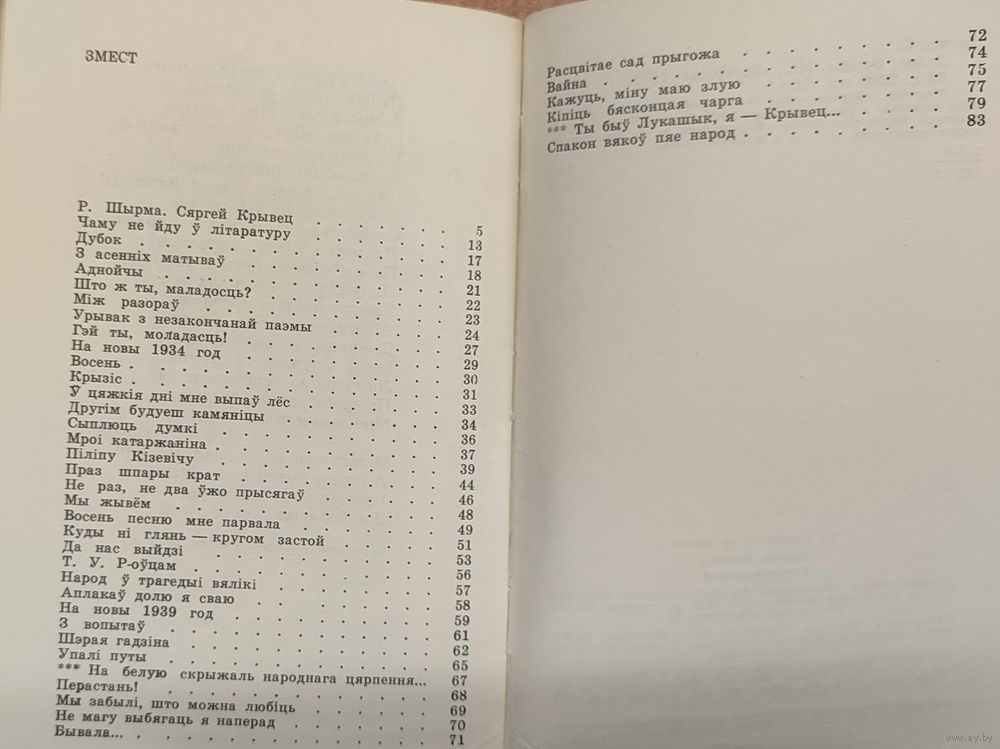 ЗМЕСТ
Р. Шырма. Сяргей Крывец . . . . . . 5
Чаму не йду ў літаратуру . . . . . . 13
Дубок . . . . . . . . . . . 17
З асенніх матываў . . . . . . . . 18
Аднойчы . . . . . . . . . . 21
Што ж ты, маладосць? . . . . . . . 22
Між разораў . . . . . . . . . 23
Урывак з незакончанай паэмы . . . . . 24
Гэй ты, моладасць! . . . . . . . . 27
На новы 1934 год . . . . . . . . 29
Восень . . . . . . . . . . . 30
Крызіс . . . . . . . . . . . 31
Ў цяжкія дні мне выпаў лёс . . . . . . 33
Другім будуеш камяніцы . . . . . . 34
Сыплюць думкі . . . . . . . . 36
Мроі катаржаніна . . . . . . . . 37
Піліпу Кізевічу . . . . . . . . 39
Праз шпары крат . . . . . . . . 44
Не раз, не два ўжо прысягаў . . . . . 46
Мы жывём . . . . . . . . . 48
Восень песню мне парвала . . . . . . 49
Куды ні глянь — кругом застой . . . . . 51
Да нас выйдзі . . . . . . . . 53
Т. У. Р-оўцам . . . . . . . . . 56
Народ ў трагедыі вялікі . . . . . . 57
Аплакаў долю я сваю . . . . . . . 58
На новы 1939 год . . . . . . . . 59
З вопытаў . . . . . . . . . 61
Шэрая гадзіна . . . . . . . . . 62
Упалі путы . . . . . . . . . 65
*** На белую скрыжаль народнага цярпення... 67
Перастань! . . . . . . . . . 68
Мы забылі, што можна любіць . . . . . 69
Не магу выбягаць я наперад . . . . . . 70
Бывала... . . . . . . . . . . 71
Расцвітае сад прыгожа . . . . . . . 72
Вайна . . . . . . . . . . . 74
Кажуць, міну маю злую . . . . . . . 75
Кіпіць бясконцая чарга . . . . . . . 77
*** Ты быў Лукашык, я — Крывец... . . . . 79
Спакон вякоў пяе народ . . . . . . . 83
www.ay.by